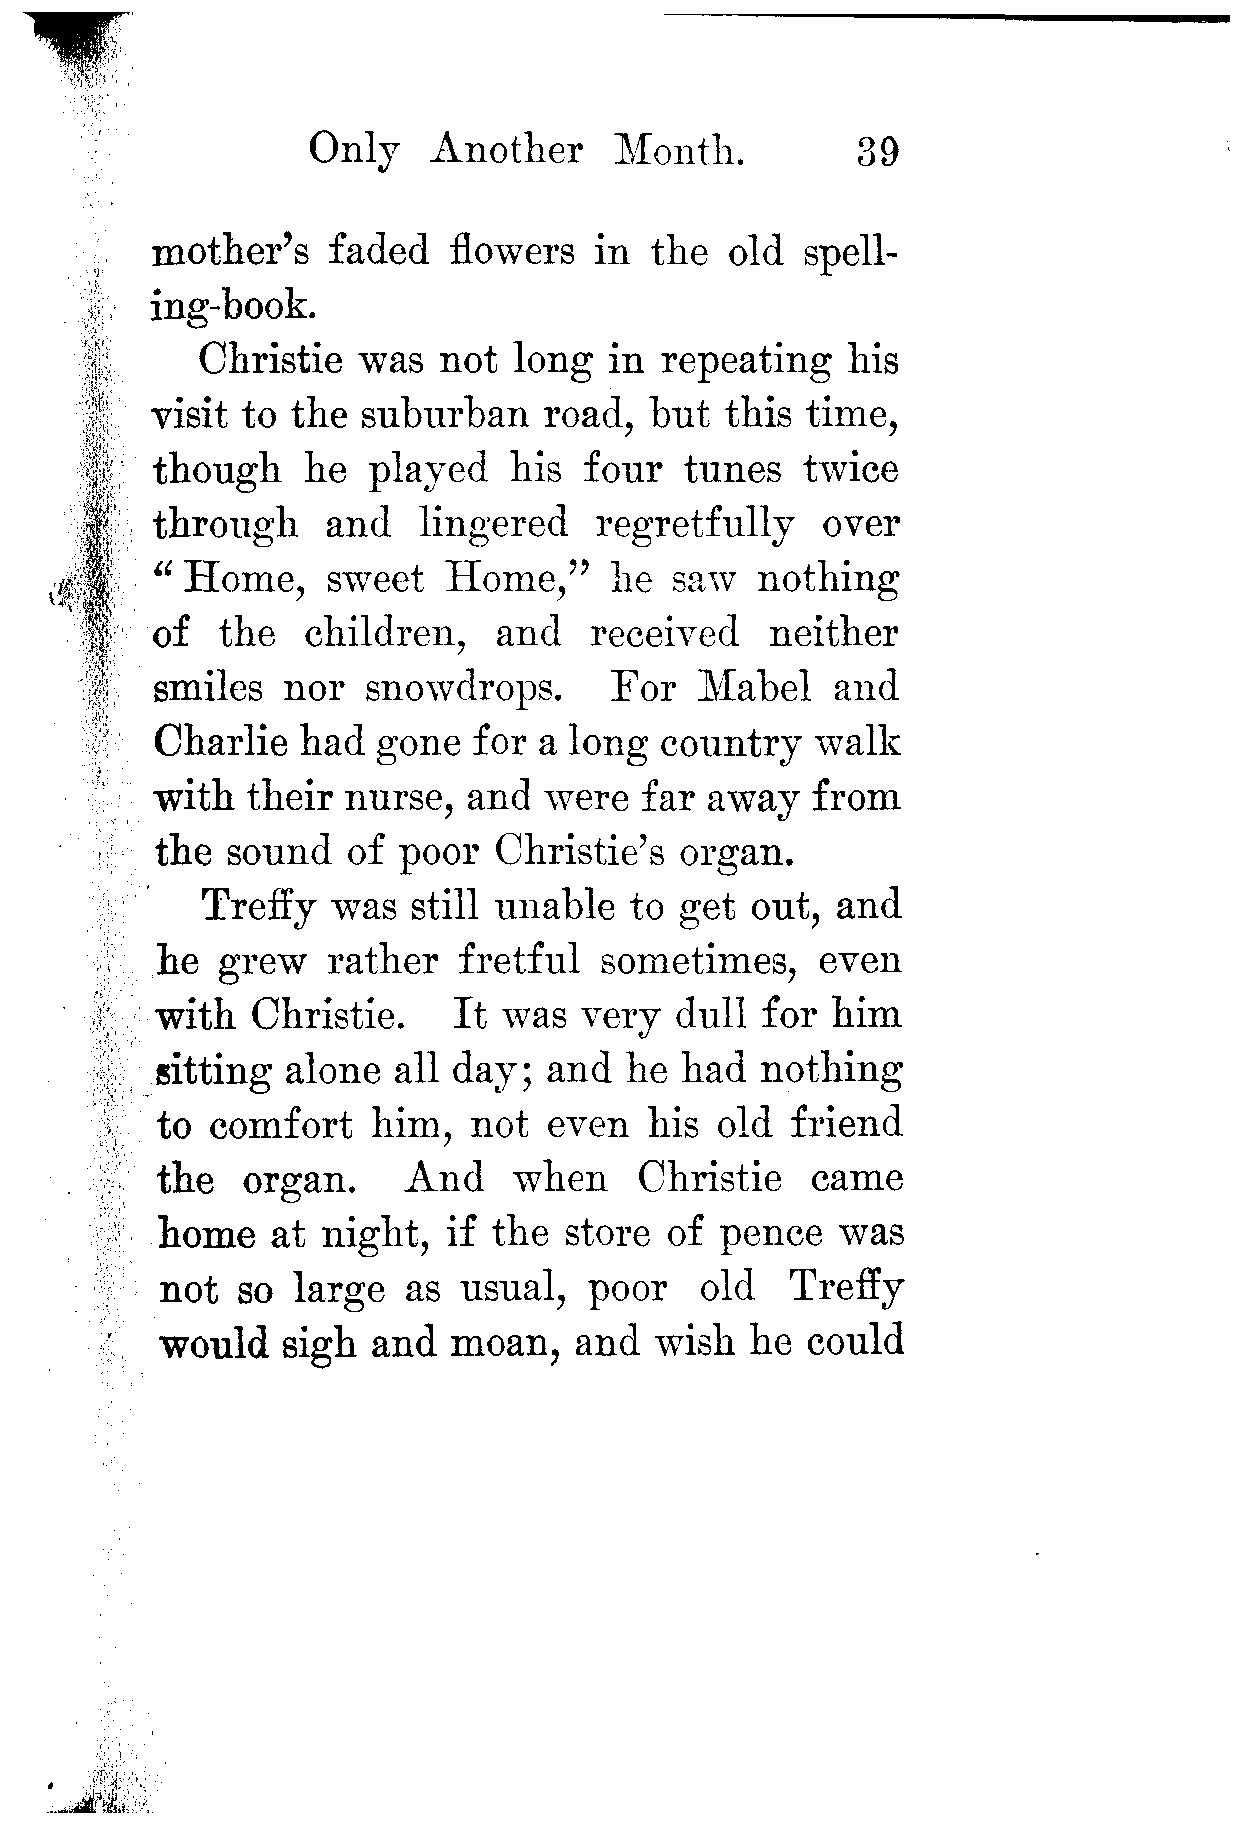 Only Another Month. 39
mother's faded flowers in the old spell-
ing-book.
Christie was not long in repeating his
visit to the suburban road, but this time,
though he played his four tunes twice
through and lingered regretfully over
" Home, sweet Home," he saw nothing
of the children, and received neither
smiles nor snowdrops. For Mabel and
Charlie had gone for a long country walk
with their nurse, and were far away from
the sound of poor Christie's organ.
Treffy was still unable to get out, and
he grew rather fretful sometimes, even
with Christie. It was very dull for him
sitting alone all day; and he had nothing
to comfort him, not even his old friend
the organ. And when Christie came
home at night, if the store of pence was
not so large as usual, poor old Treffy
would sigh and moan, and wish he could